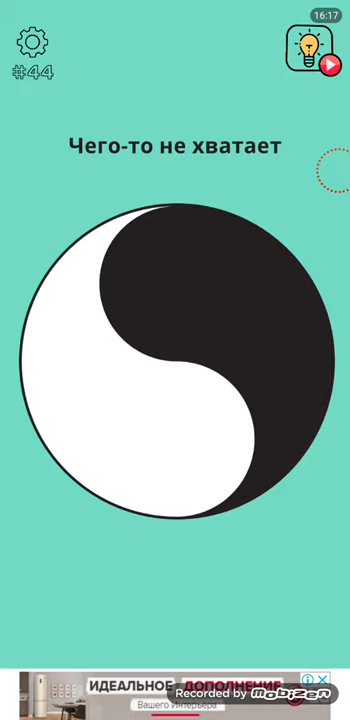 16:17
#44
Чего-то не хватает
ИДЕАЛЬНОЕ ДОПОЛНЕНИЕ
Вашего Интерьера
Recorded by mobizen